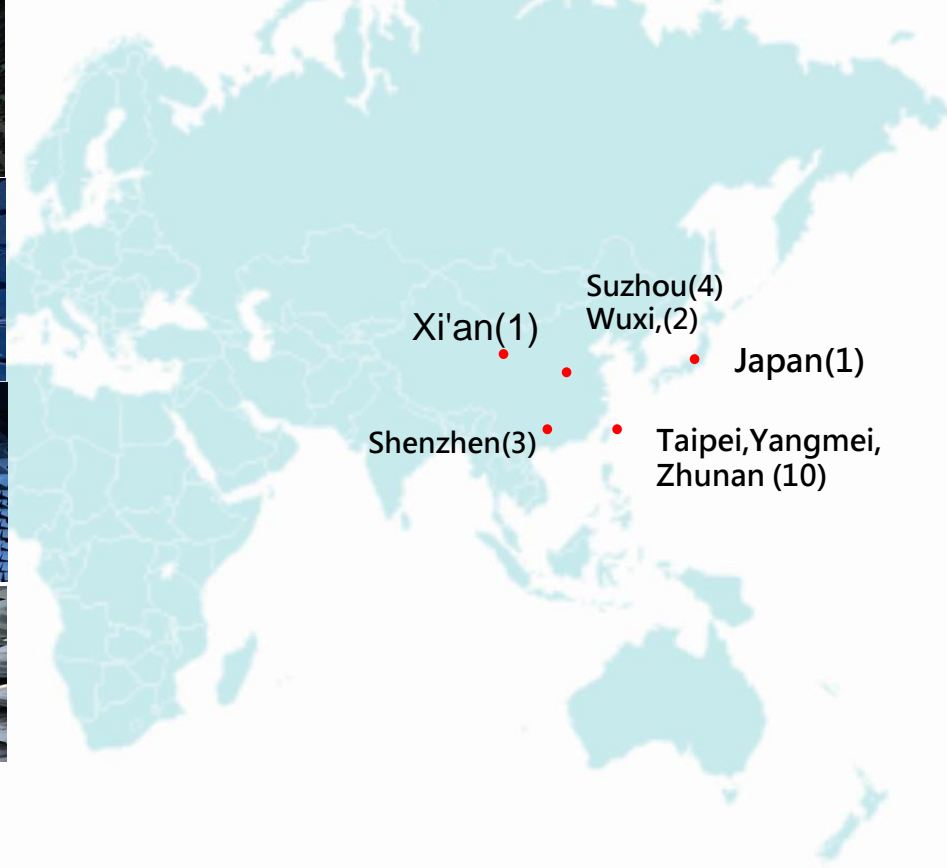 Suzhou(4)
Wuxi,(2)
Xi'an(1)
Japan(1)
Shenzhen(3)
Taipei,Yangmei,
Zhunan (10)